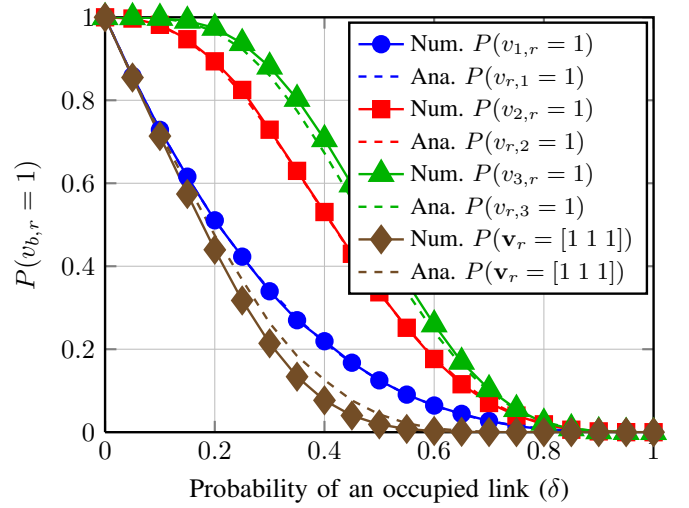 1
0.8
0.6
0.4
0.2
0
P(v_{b,r} = 1)
Num. P(v_{1,r} = 1)
Ana. P(v_{r,1} = 1)
Num. P(v_{2,r} = 1)
Ana. P(v_{r,2} = 1)
Num. P(v_{3,r} = 1)
Ana. P(v_{r,3} = 1)
Num. P(𝐯_r = [1 1 1])
Ana. P(𝐯_r = [1 1 1])
0 0.2 0.4 0.6 0.8 1
Probability of an occupied link (δ)